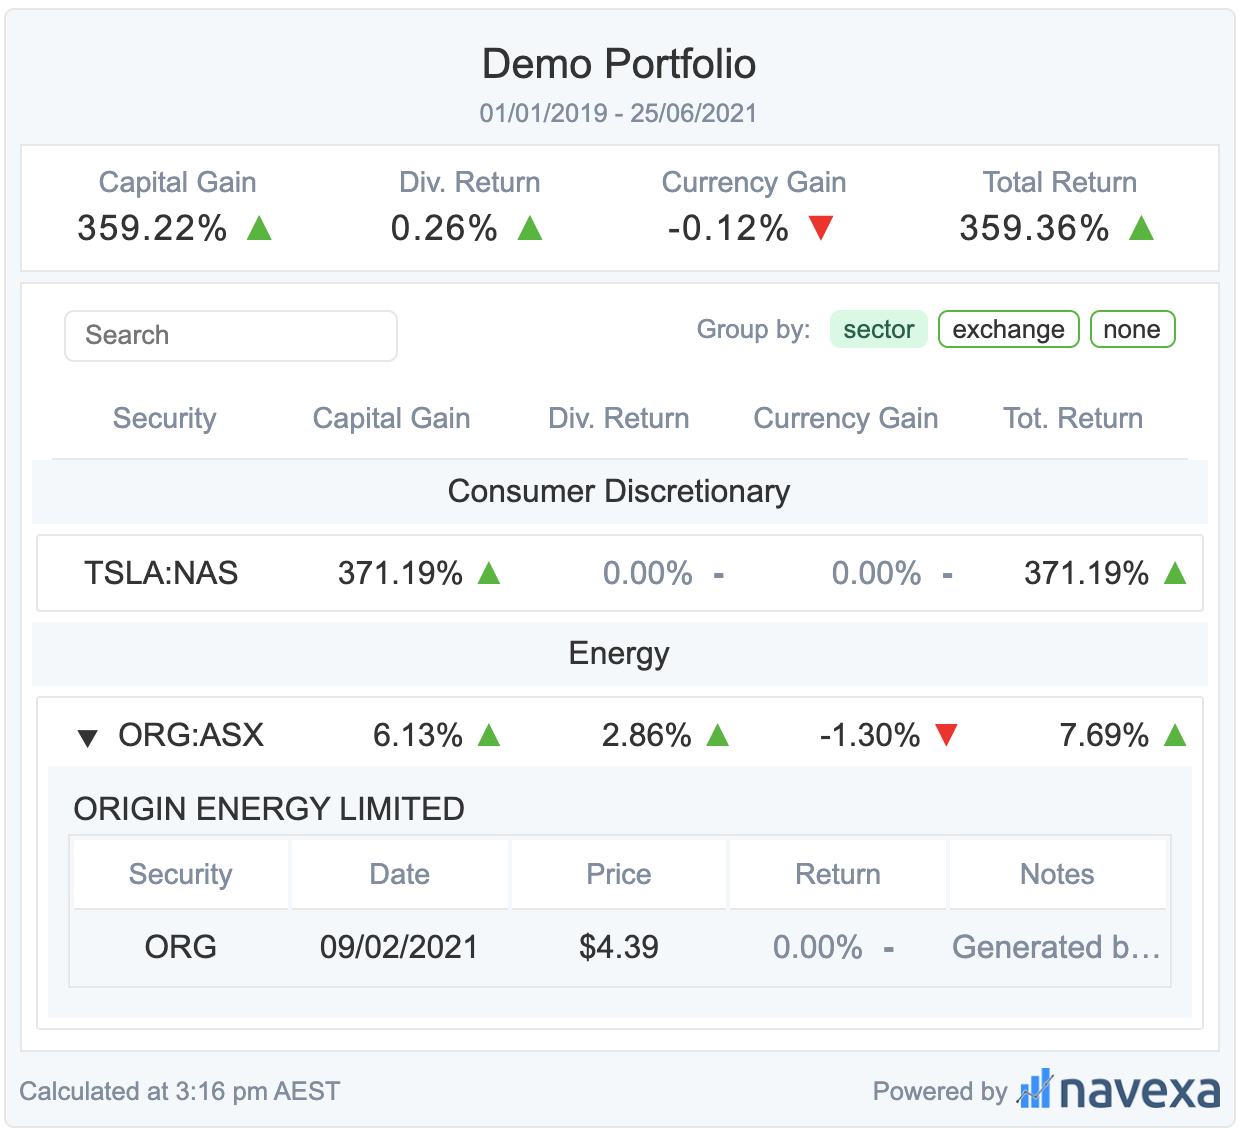 Demo Portfolio
01/01/2019 - 25/06/2021
Capital Gain Div. Return Currency Gain Total Return
359.22% 0.26% -0.12% 359.36%
Search Group by: sector exchange none
Security Capital Gain Div. Return Currency Gain Tot. Return
Consumer Discretionary
TSLA:NAS 371.19% 0.00% - 0.00% - 371.19%
Energy
ORG:ASX 6.13% 2.86% -1.30% 7.69%
ORIGIN ENERGY LIMITED
Security Date Price Return Notes
ORG 09/02/2021 $4.39 0.00% - Generated b...
Calculated at 3:16 pm AEST Powered by navexa